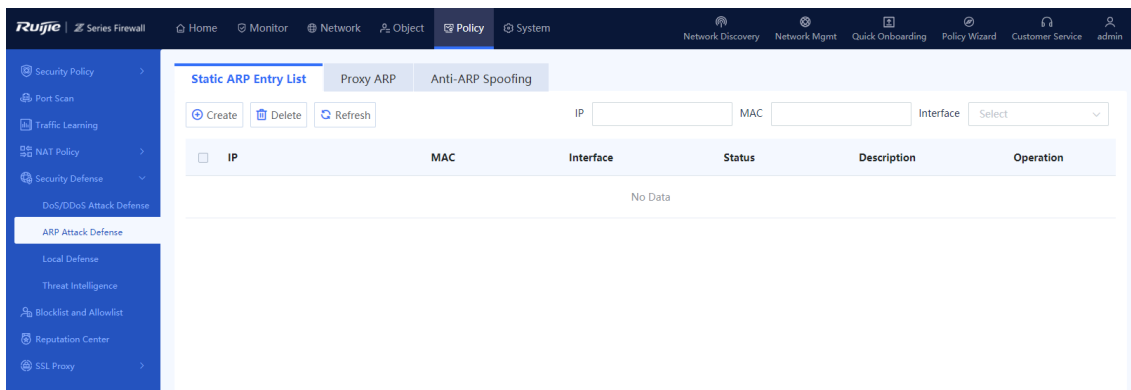 Ruijie | Z Series Firewall
Home Monitor Network Object Policy System
Network Discovery Network Mgmt Quick Onboarding Policy Wizard Customer Service admin
Security Policy
Port Scan
Traffic Learning
NAT Policy
Security Defense
DoS/DDoS Attack Defense
ARP Attack Defense
Local Defense
Threat Intelligence
Blocklist and Allowlist
Reputation Center
SSL Proxy
Static ARP Entry List Proxy ARP Anti-ARP Spoofing
Create Delete Refresh IP MAC Interface Select
IP MAC Interface Status Description Operation
No Data